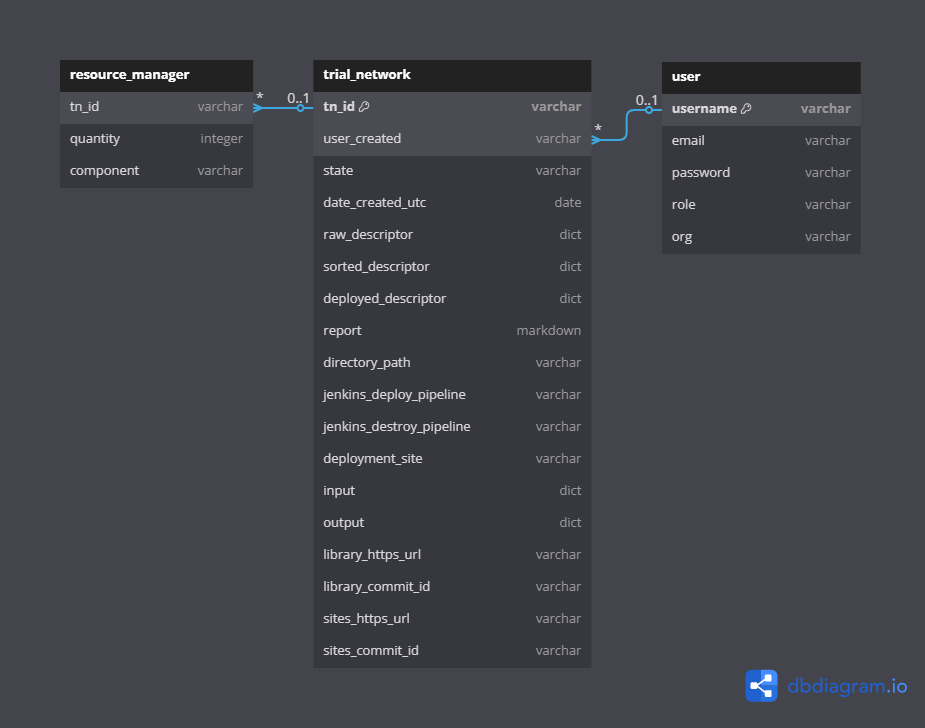 resource_manager
tn_id varchar
quantity integer
component varchar
* 0..1
trial_network
tn_id varchar
user_created varchar
state varchar
date_created_utc date
raw_descriptor dict
sorted_descriptor dict
deployed_descriptor dict
report markdown
directory_path varchar
jenkins_deploy_pipeline varchar
jenkins_destroy_pipeline varchar
deployment_site varchar
input dict
output dict
library_https_url varchar
library_commit_id varchar
sites_https_url varchar
sites_commit_id varchar
* 0..1
user
username varchar
email varchar
password varchar
role varchar
org varchar
dbdiagram.io